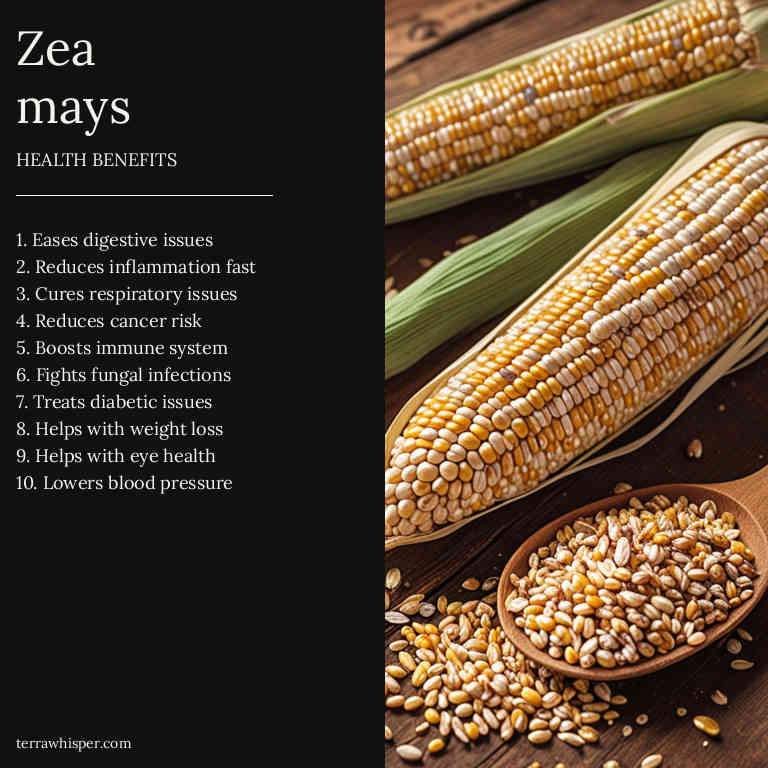 Zea
mays
HEALTH BENEFITS
1. Eases digestive issues
2. Reduces inflammation fast
3. Cures respiratory issues
4. Reduces cancer risk
5. Boosts immune system
6. Fights fungal infections
7. Treats diabetic issues
8. Helps with weight loss
9. Helps with eye health
10. Lowers blood pressure
terrawhisper.com